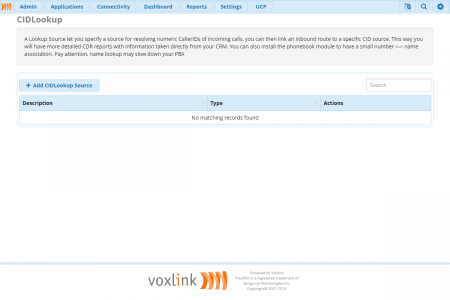 Admin Applications Connectivity Dashboard Reports Settings UCP
CIDLookup
A Lookup Source let you specify a source for resolving numeric CallerIDs of incoming calls, you can then link an Inbound route to a specific CID source. This way you
will have more detailed CDR reports with information taken directly from your CRM. You can also install the phonebook module to have a small number <-> name
association. Pay attention, name lookup may slow down your PBX
+ Add CIDLookup Source
Search
Description Type Actions
No matching records found
voxlink
Powered by Voxlink
FreePBX is a registered trademark of
Sangoma Technologies Inc.
Copyright© 2007-2018